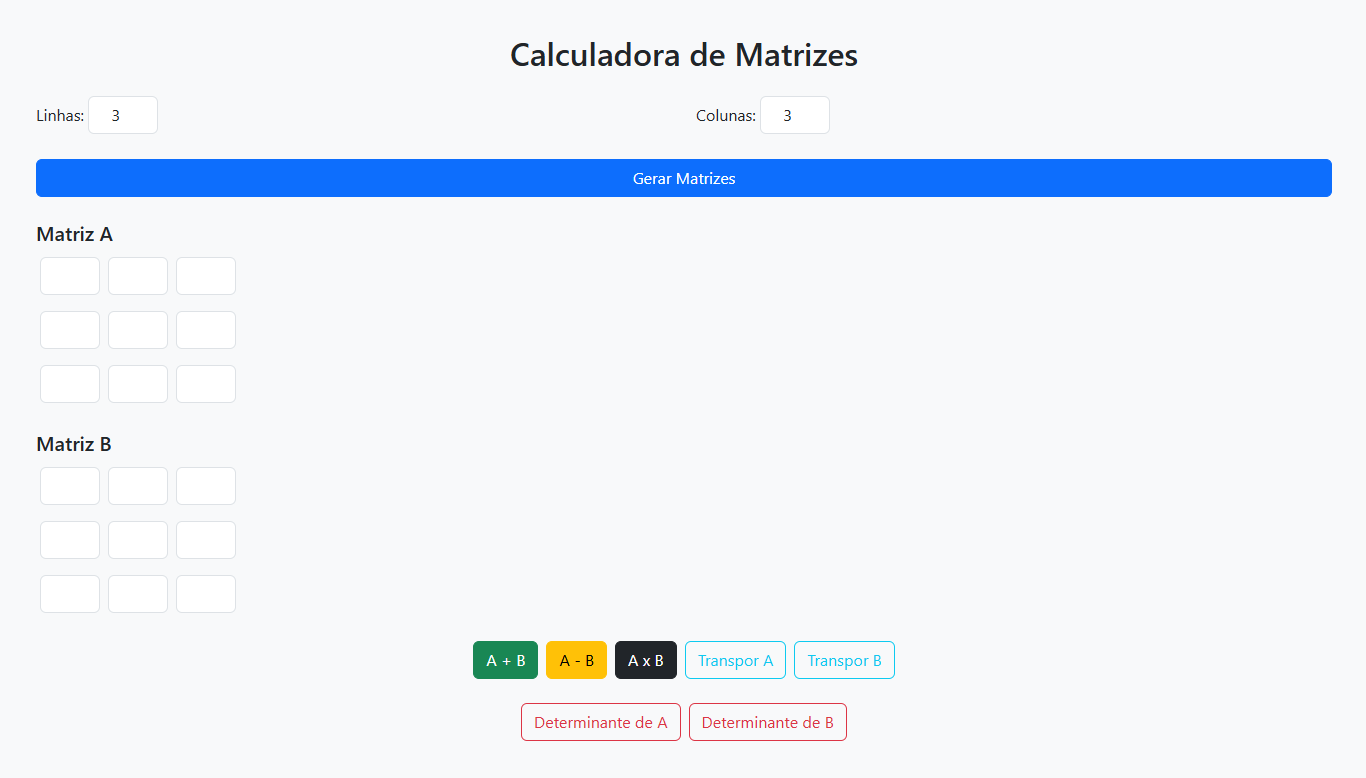 Calculadora de Matrizes
Linhas: 3
Colunas: 3
Gerar Matrizes
Matriz A
Matriz B
A + B
A - B
A x B
Transpor A
Transpor B
Determinante de A
Determinante de B